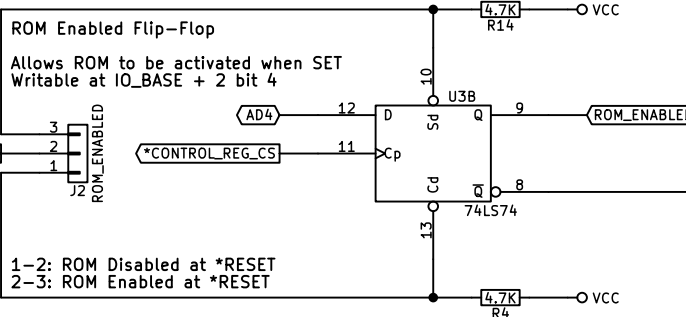 4.7K
VCC
R14
ROM Enabled Flip-Flop
Allows ROM to be activated when SET
Writable at IO_BASE + 2 bit 4
10
U3B
AD4
12
D
Sd
Q
9
3
2
1
ROM_ENABLED
J2
*CONTROL_REG_CS
11
Cp
Cd
Q
8
74LS74
13
1-2: ROM Disabled at *RESET
2-3: ROM Enabled at *RESET
4.7K
VCC
R4